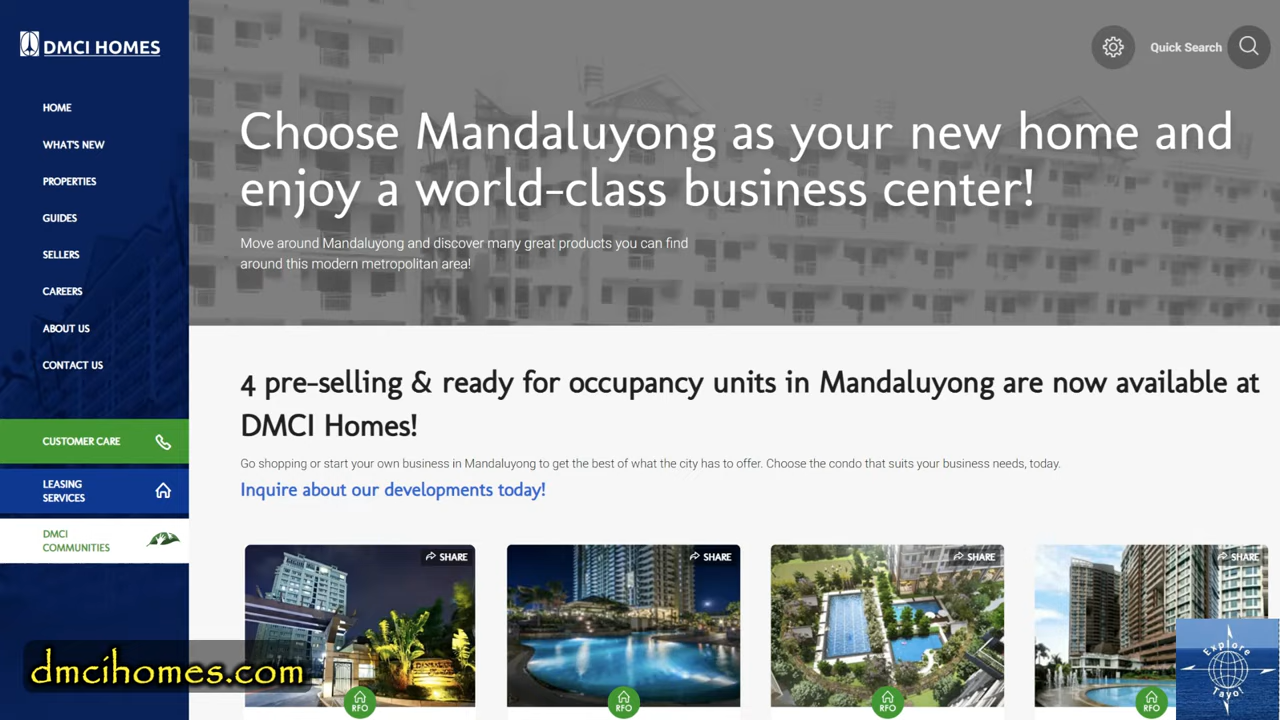 DMCI HOMES
HOME
WHAT'S NEW
PROPERTIES
GUIDES
SELLERS
CAREERS
ABOUT US
CONTACT US
CUSTOMER CARE
LEASING
SERVICES
DMCI
COMMUNITIES
Quick Search
Choose Mandaluyong as your new home and
enjoy a world-class business center!
Move around Mandaluyong and discover many great products you can find
around this modern metropolitan area!
4 pre-selling & ready for occupancy units in Mandaluyong are now available at
DMCI Homes!
Go shopping or start your own business in Mandaluyong to get the best of what the city has to offer. Choose the condo that suits your business needs, today.
Inquire about our developments today!
SHARE
SHARE
SHARE
SHARE
RFO
RFO
RFO
RFO
dmcihomes.com
Explore
Tayo!